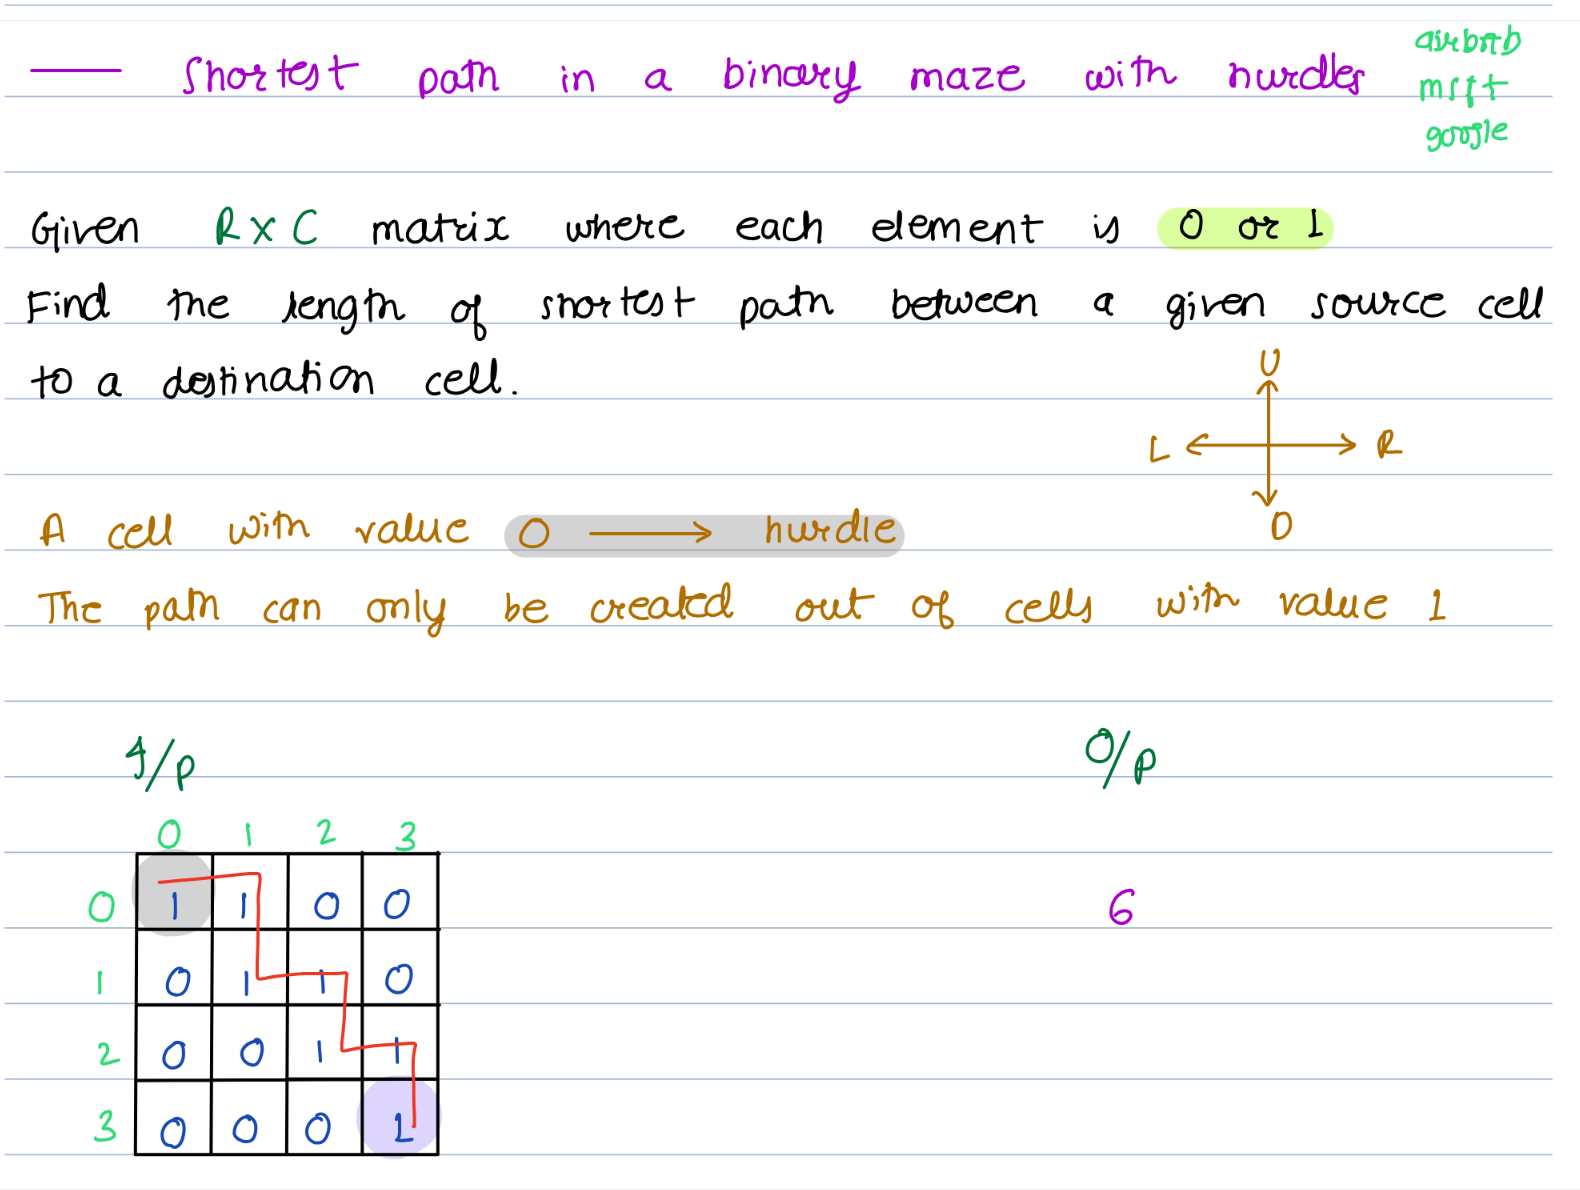 Shortest path in a binary maze with hurdles
airbnb
msft
google
Given R x C matrix where each element is 0 or 1
Find the length of shortest path between a given source cell
to a destination cell.
U
L R
D
A cell with value 0 → hurdle
The path can only be created out of cells with value 1
I/p O/p
0 1 2 3
0 1 1 0 0 6
1 0 1 1 0
2 0 0 1 1
3 0 0 0 1